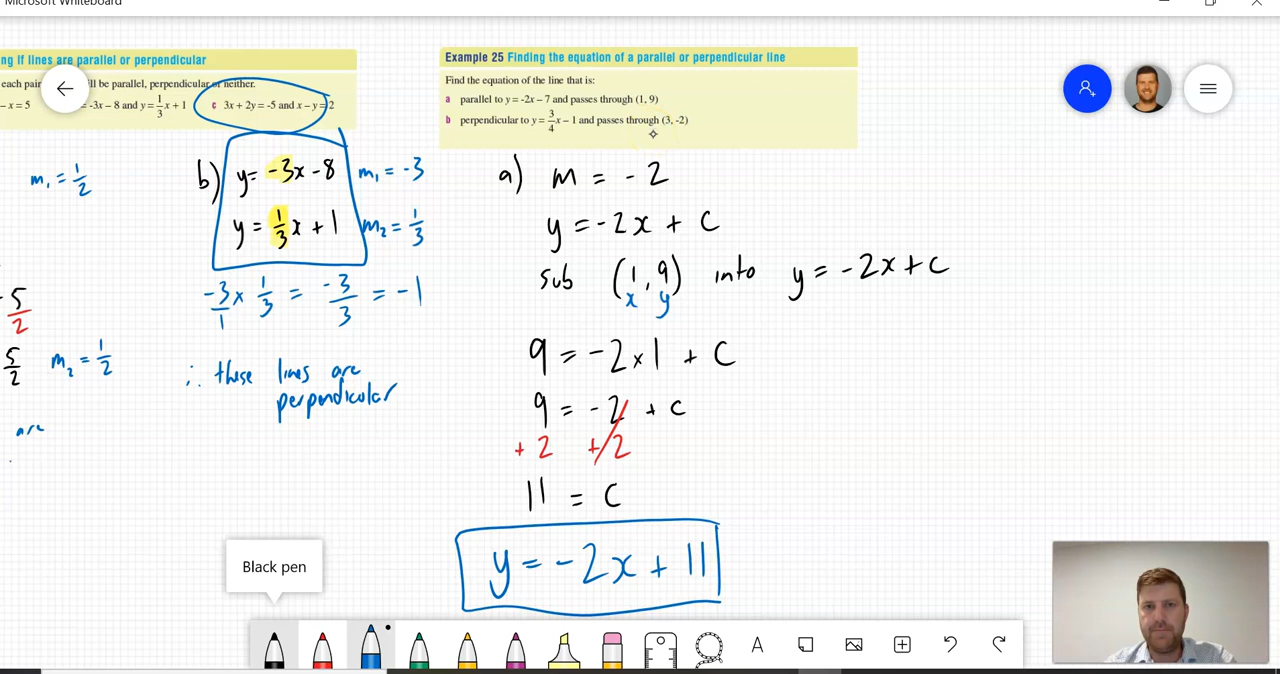 Microsoft Whiteboard
ng if lines are parallel or perpendicular
each pair ll be parallel, perpendicular or neither.
– x = 5 = -3x – 8 and y = 1/3 x + 1 c 3x + 2y = -5 and x – y = 2
m₁ = 1/2
b) y = -3x - 8 m₁ = -3
y = 1/3 x + 1 m₂ = 1/3
-3/1 x 1/3 = -3/3 = -1
5/2
5/2 m₂ = 1/2
∴ these lines are
perpendicular
are
Example 25 Finding the equation of a parallel or perpendicular line
Find the equation of the line that is:
a parallel to y = -2x – 7 and passes through (1, 9)
b perpendicular to y = 3/4 x – 1 and passes through (3, -2)
a) m = -2
y = -2x + c
sub (1, 9) into y = -2x + c
x y
9 = -2 x 1 + c
9 = -2 + c
+ 2 + 2
11 = c
y = -2x + 11
Black pen
A